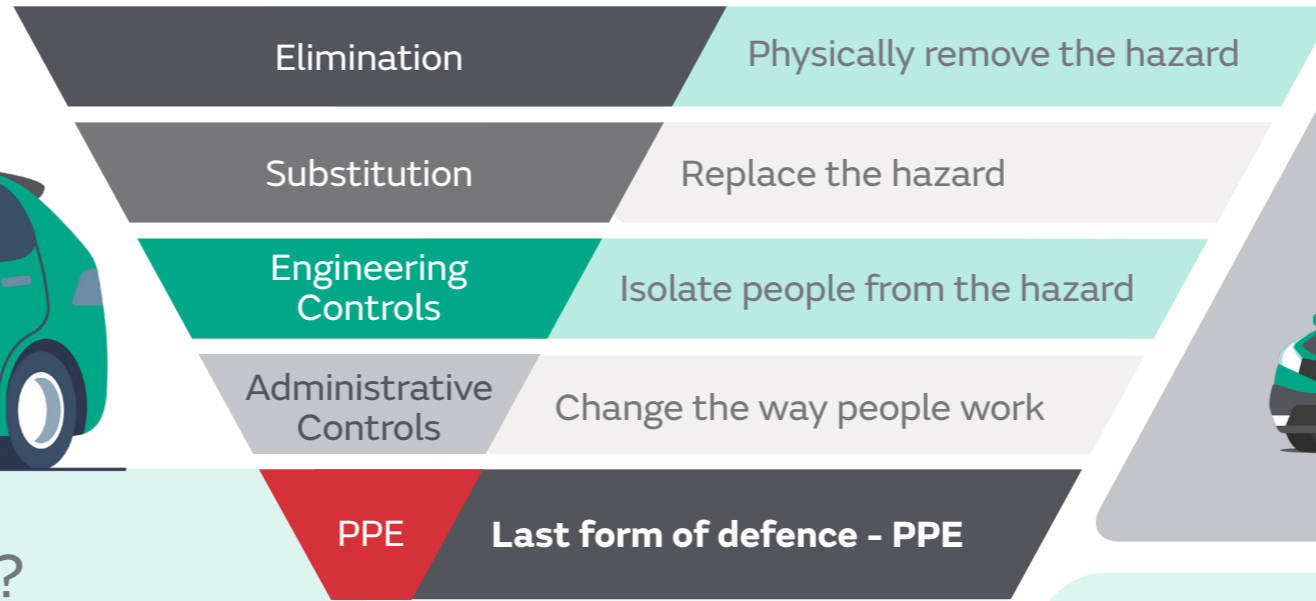 Elimination
Physically remove the hazard
Substitution
Replace the hazard
Engineering
Controls
Isolate people from the hazard
Administrative
Controls
Change the way people work
PPE
Last form of defence - PPE
?